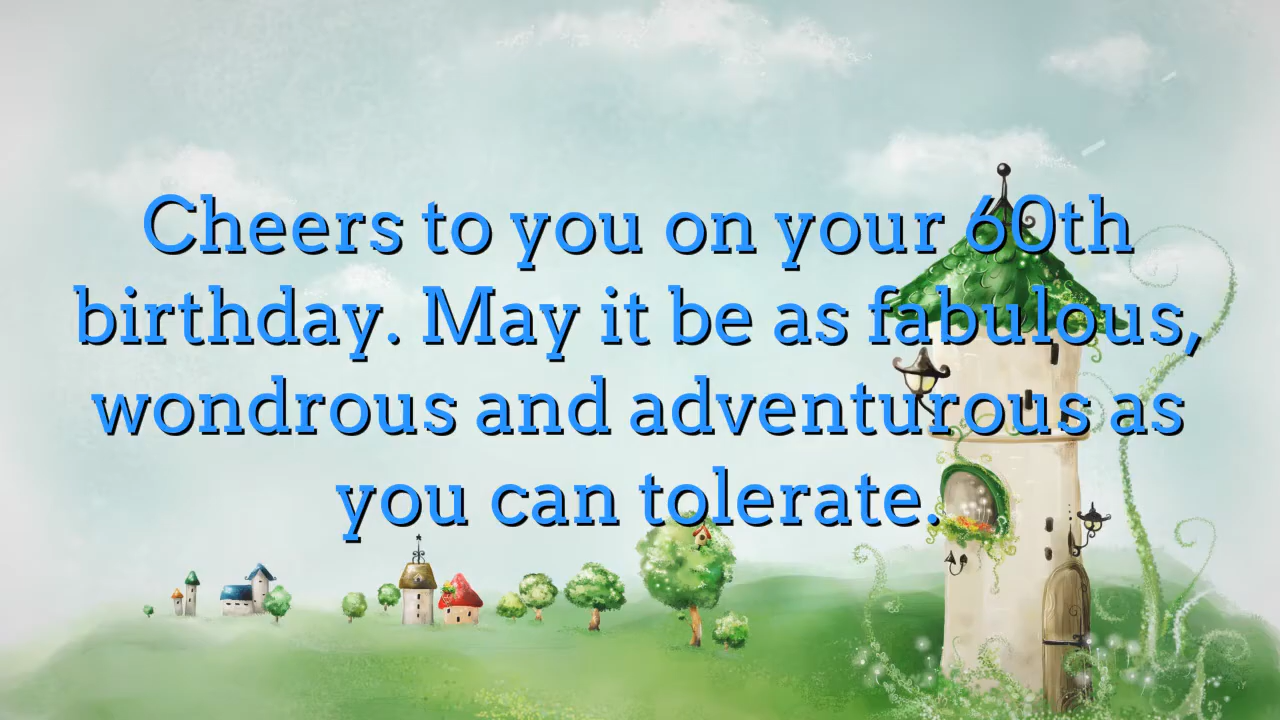 Cheers to you on your 60th
birthday. May it be as fabulous,
wondrous and adventurous as
you can tolerate.